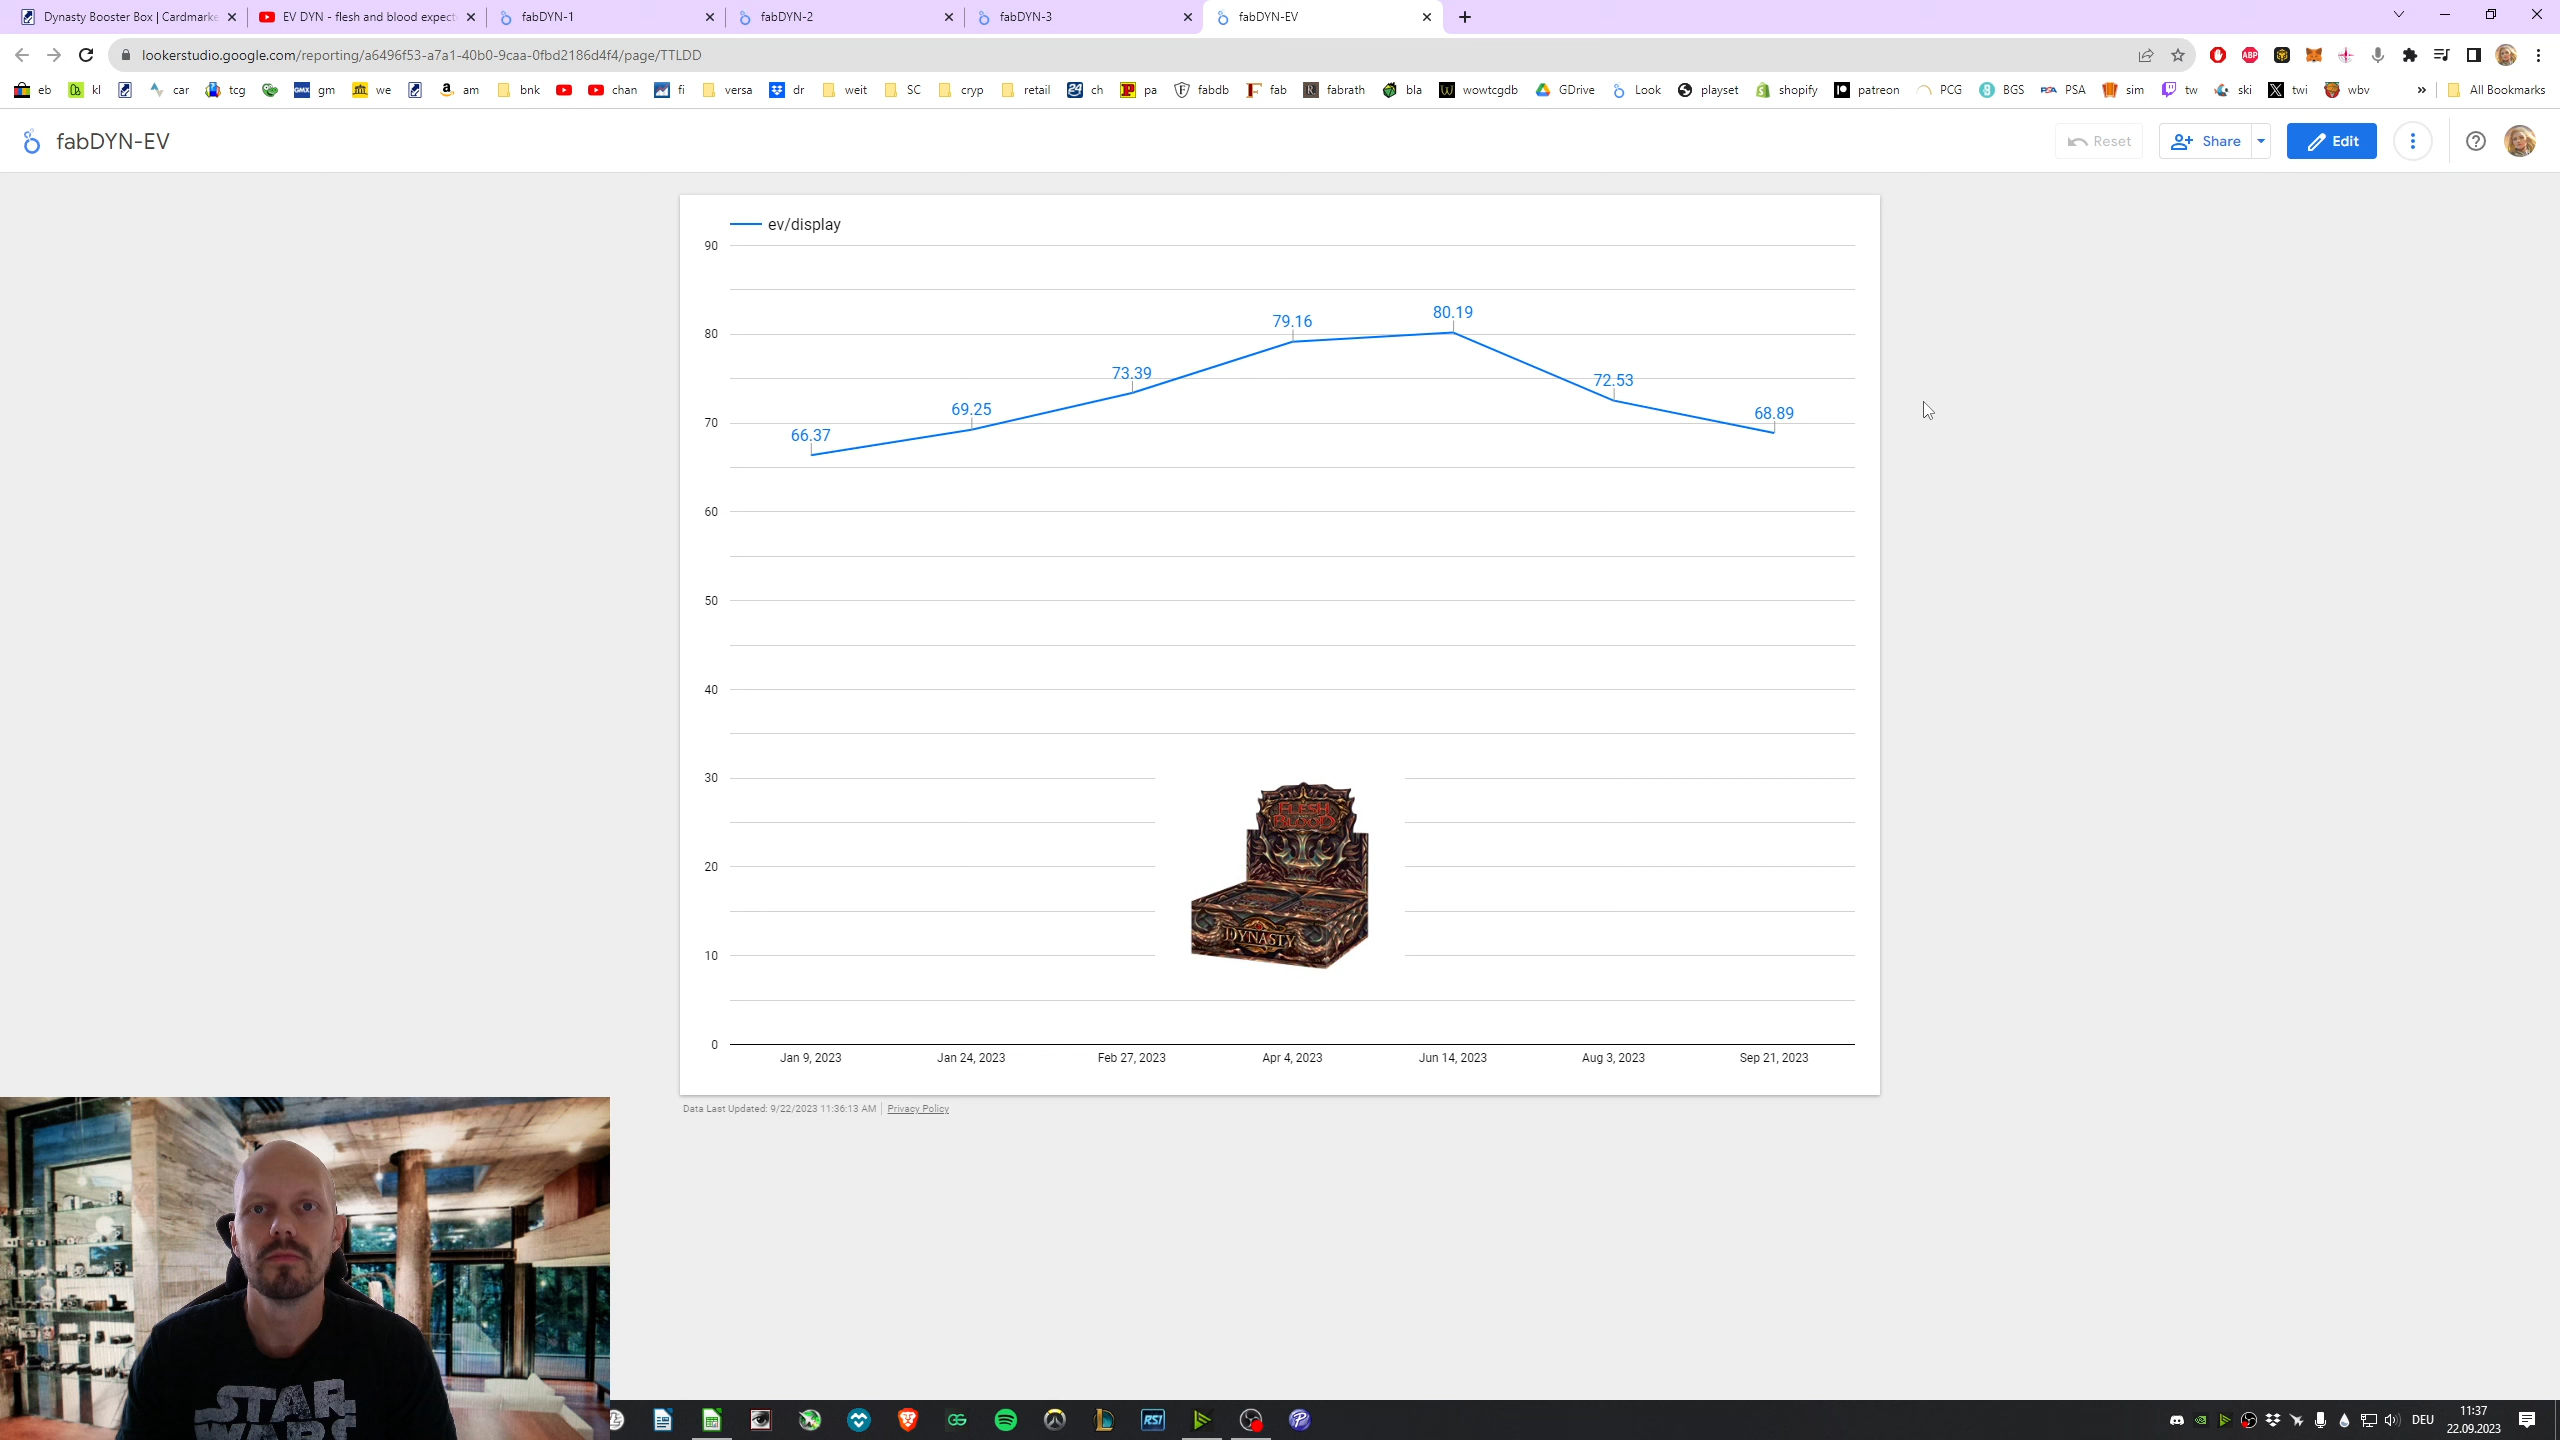 Dynasty Booster Box | Cardmarke
EV DYN - flesh and blood expect
fabDYN-1
fabDYN-2
fabDYN-3
fabDYN-EV
lookerstudio.google.com/reporting/a6496f53-a7a1-40b0-9caa-0fbd2186d4f4/page/TTLDD
eb kl car tcg gm we am bnk chan fi versa dr weit SC cryp retail ch pa fabdb fab fabrath bla wowtcgdb GDrive Look playset shopify patreon PCG BGS PSA sim tw ski twi wbv » All Bookmarks
fabDYN-EV
Reset
Share
Edit
ev/display
90
80
70
60
50
40
30
20
10
0
66.37
69.25
73.39
79.16
80.19
72.53
68.89
FLESH
AND
BLOOD
DYNASTY
Jan 9, 2023
Jan 24, 2023
Feb 27, 2023
Apr 4, 2023
Jun 14, 2023
Aug 3, 2023
Sep 21, 2023
Data Last Updated: 9/22/2023 11:36:13 AM
Privacy Policy
STAR
WARS
RSI
DEU
11:37
22.09.2023